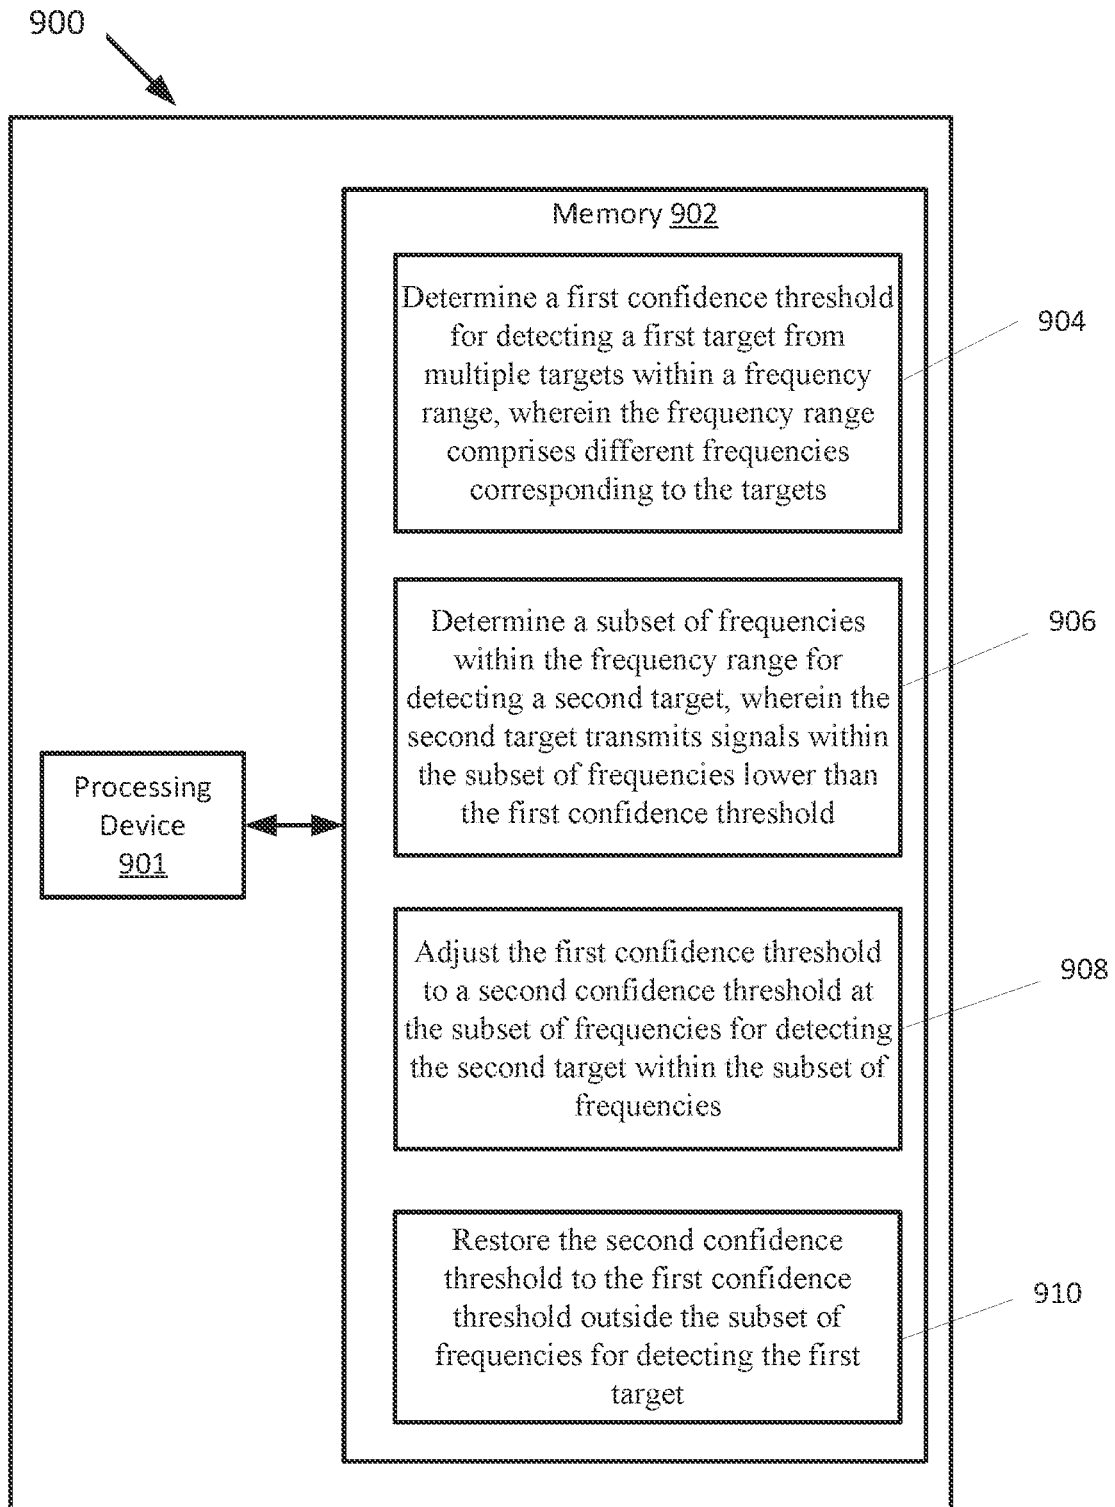 900
Memory 902
Determine a first confidence threshold
for detecting a first target from
multiple targets within a frequency
range, wherein the frequency range
comprises different frequencies
corresponding to the targets
904
Determine a subset of frequencies
within the frequency range for
detecting a second target, wherein the
second target transmits signals within
the subset of frequencies lower than
the first confidence threshold
906
Processing
Device
901
Adjust the first confidence threshold
to a second confidence threshold at
the subset of frequencies for detecting
the second target within the subset of
frequencies
908
Restore the second confidence
threshold to the first confidence
threshold outside the subset of
frequencies for detecting the first
target
910